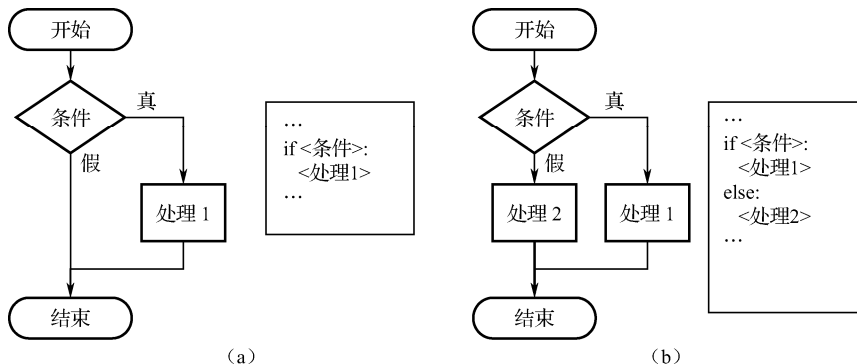 开始
条件
真
假
处理 1
结束
…
if <条件>:
<处理1>
…
（a）
开始
条件
真
假
处理 2
处理 1
结束
…
if <条件>:
<处理1>
else:
<处理2>
…
（b）